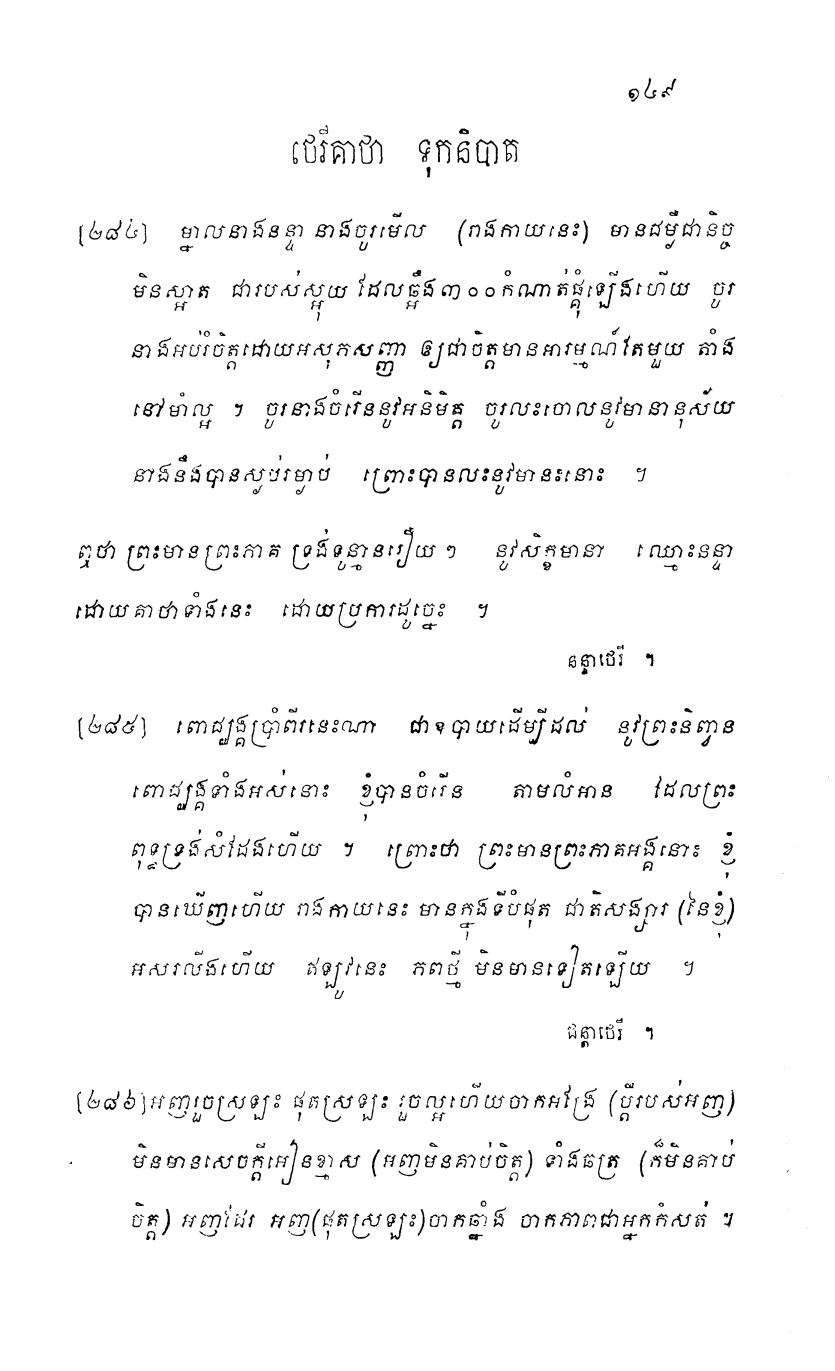 ១៤៩
ថេរីគាថា ទុកនិបាត
[៤៨៤] ម្នាលនាងនន្ទា នាងចូរមើល (រាងកាយនេះ) មានជម្ងឺជានិច្ច
មិនស្អាត ជារបស់ស្អុយ ដែលឆ្អឹង៣០០កំណាត់ផ្គុំឡើងហើយ ចូរ
នាងអប់រំចិត្តដោយអសុភសញ្ញា ឲ្យជាចិត្តមានអារម្មណ៍តែមួយ តាំង
នៅមាំល្អ ។ ចូរនាងចំរើននូវអនិមិត្ត ចូរលះចោលនូវមានានុស័យ
នាងនឹងបានស្ងប់រម្ងាប់ ព្រោះបានលះនូវមានះនោះ ។
ឮថា ព្រះមានព្រះភាគ ទ្រង់ទូន្មានរឿយ ៗ នូវសិក្ខមានា ឈ្មោះនន្ទា
ដោយគាថាទាំងនេះ ដោយប្រការដូច្នេះ ។
នន្ទាថេរី ។
[៤៨៥] ពោជ្ឈង្គប្រាំពីរនេះណា ជាឧបាយដើម្បីដល់ នូវព្រះនិព្វាន
ពោជ្ឈង្គទាំងអស់នោះ ខ្ញុំបានចំរើន តាមលំអាន ដែលព្រះ
ពុទ្ធទ្រង់សំដែងហើយ ។ ព្រោះថា ព្រះមានព្រះភាគអង្គនោះ ខ្ញុំ
បានឃើញហើយ រាងកាយនេះ មានក្នុងទីបំផុត ជាតិសង្សារ (នៃខ្ញុំ)
អស់រលីងហើយ ឥឡូវនេះ ភពថ្មី មិនមានទៀតឡើយ ។
ជន្តាថេរី ។
[៤៨៦] អញរួចស្រឡះ ផុតស្រឡះ រួចល្អហើយចាកអង្រែ (ប្តីរបស់អញ)
មិនមានសេចក្តីអៀនខ្មាស (អញមិនគាប់ចិត្ត) ទាំងឆត្រ (ក៏មិនគាប់
ចិត្ត) អញដែរ អញ(ផុតស្រឡះ)ចាកឆ្នាំង ចាកភាពជាអ្នកកំសត់ ។